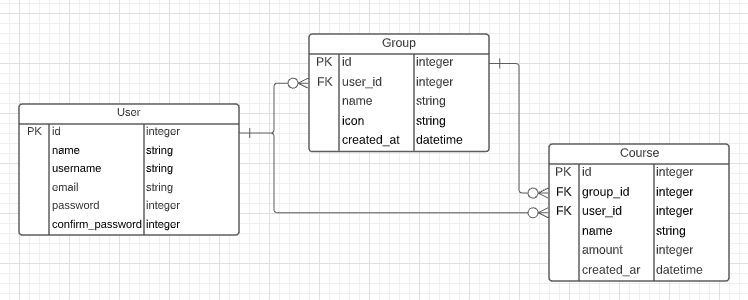 Group
PK id integer
FK user_id integer
name string
icon string
created_at datetime
User
PK id integer
name string
username string
email string
password integer
confirm_password integer
Course
PK id integer
FK group_id integer
FK user_id integer
name string
amount integer
created_ar datetime